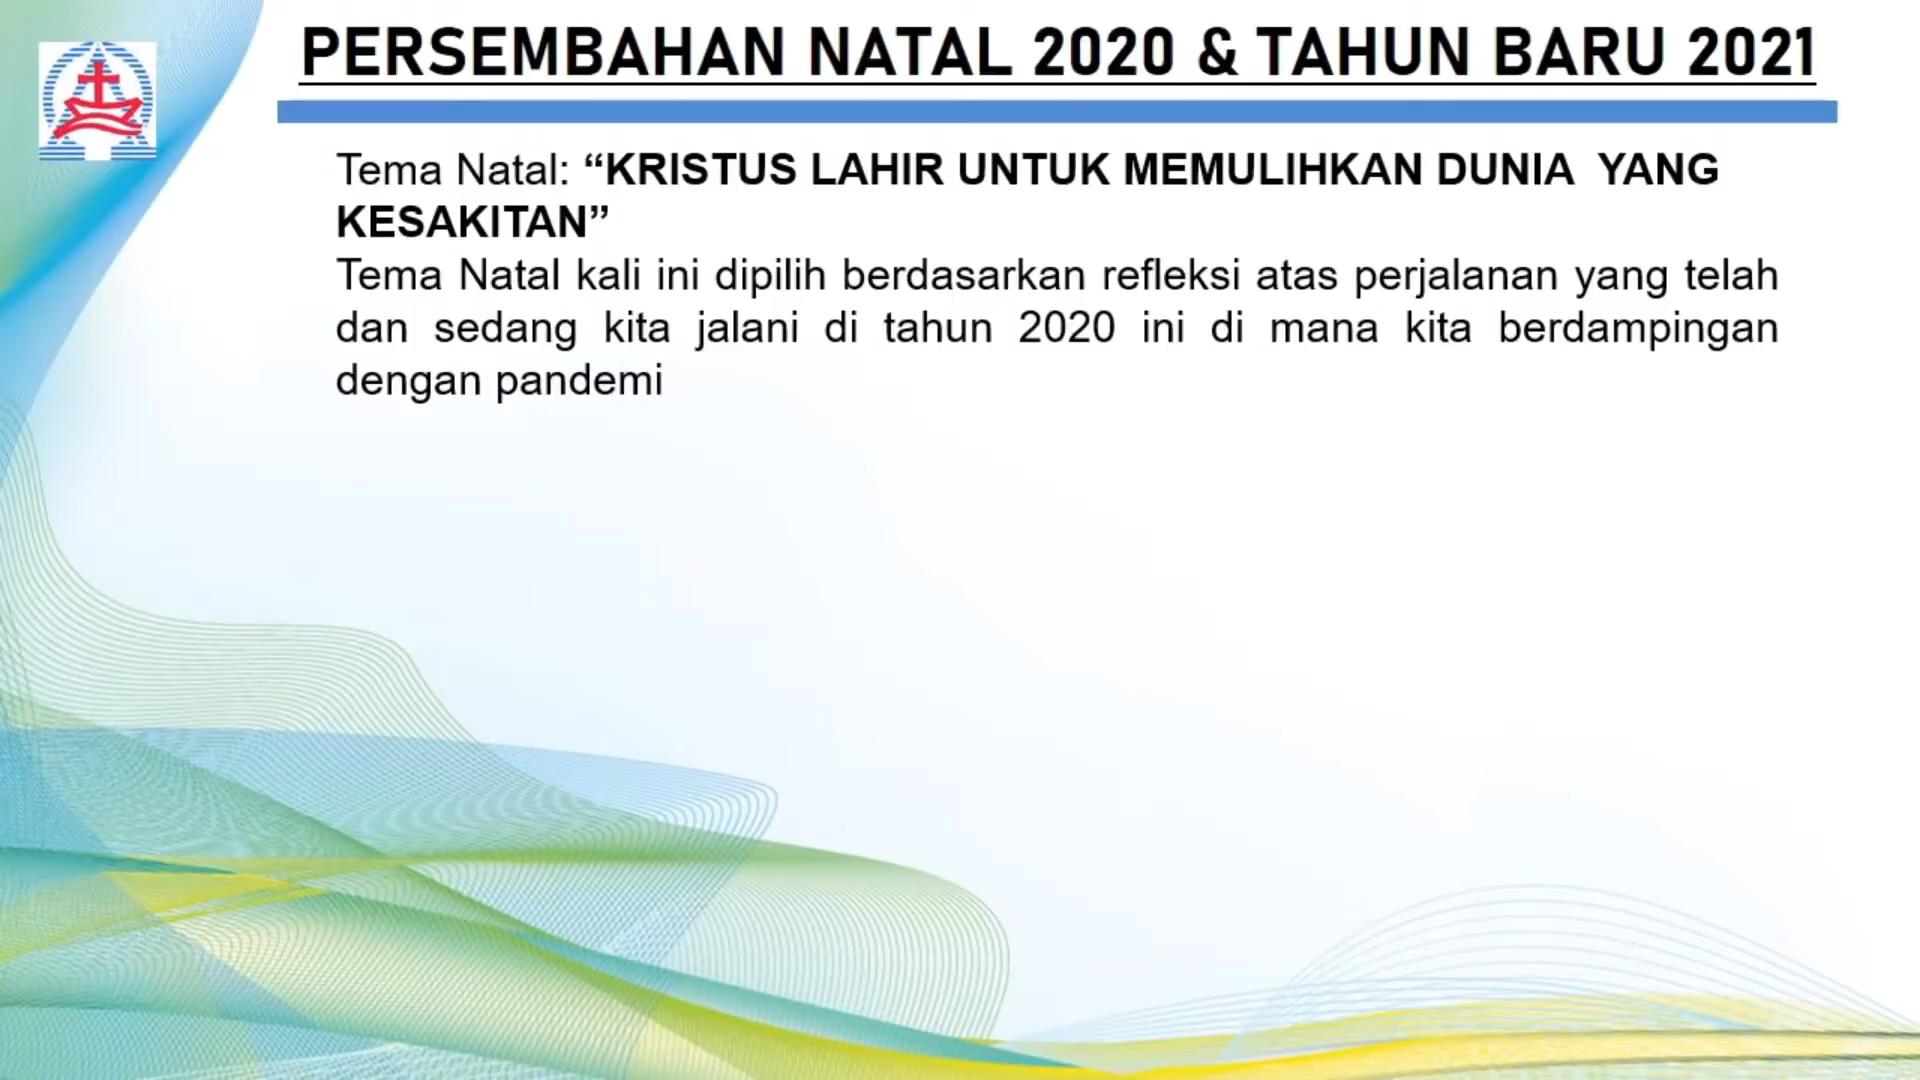 PERSEMBAHAN NATAL 2020 & TAHUN BARU 2021
Tema Natal: “KRISTUS LAHIR UNTUK MEMULIHKAN DUNIA YANG
KESAKITAN”
Tema Natal kali ini dipilih berdasarkan refleksi atas perjalanan yang telah
dan sedang kita jalani di tahun 2020 ini di mana kita berdampingan
dengan pandemi